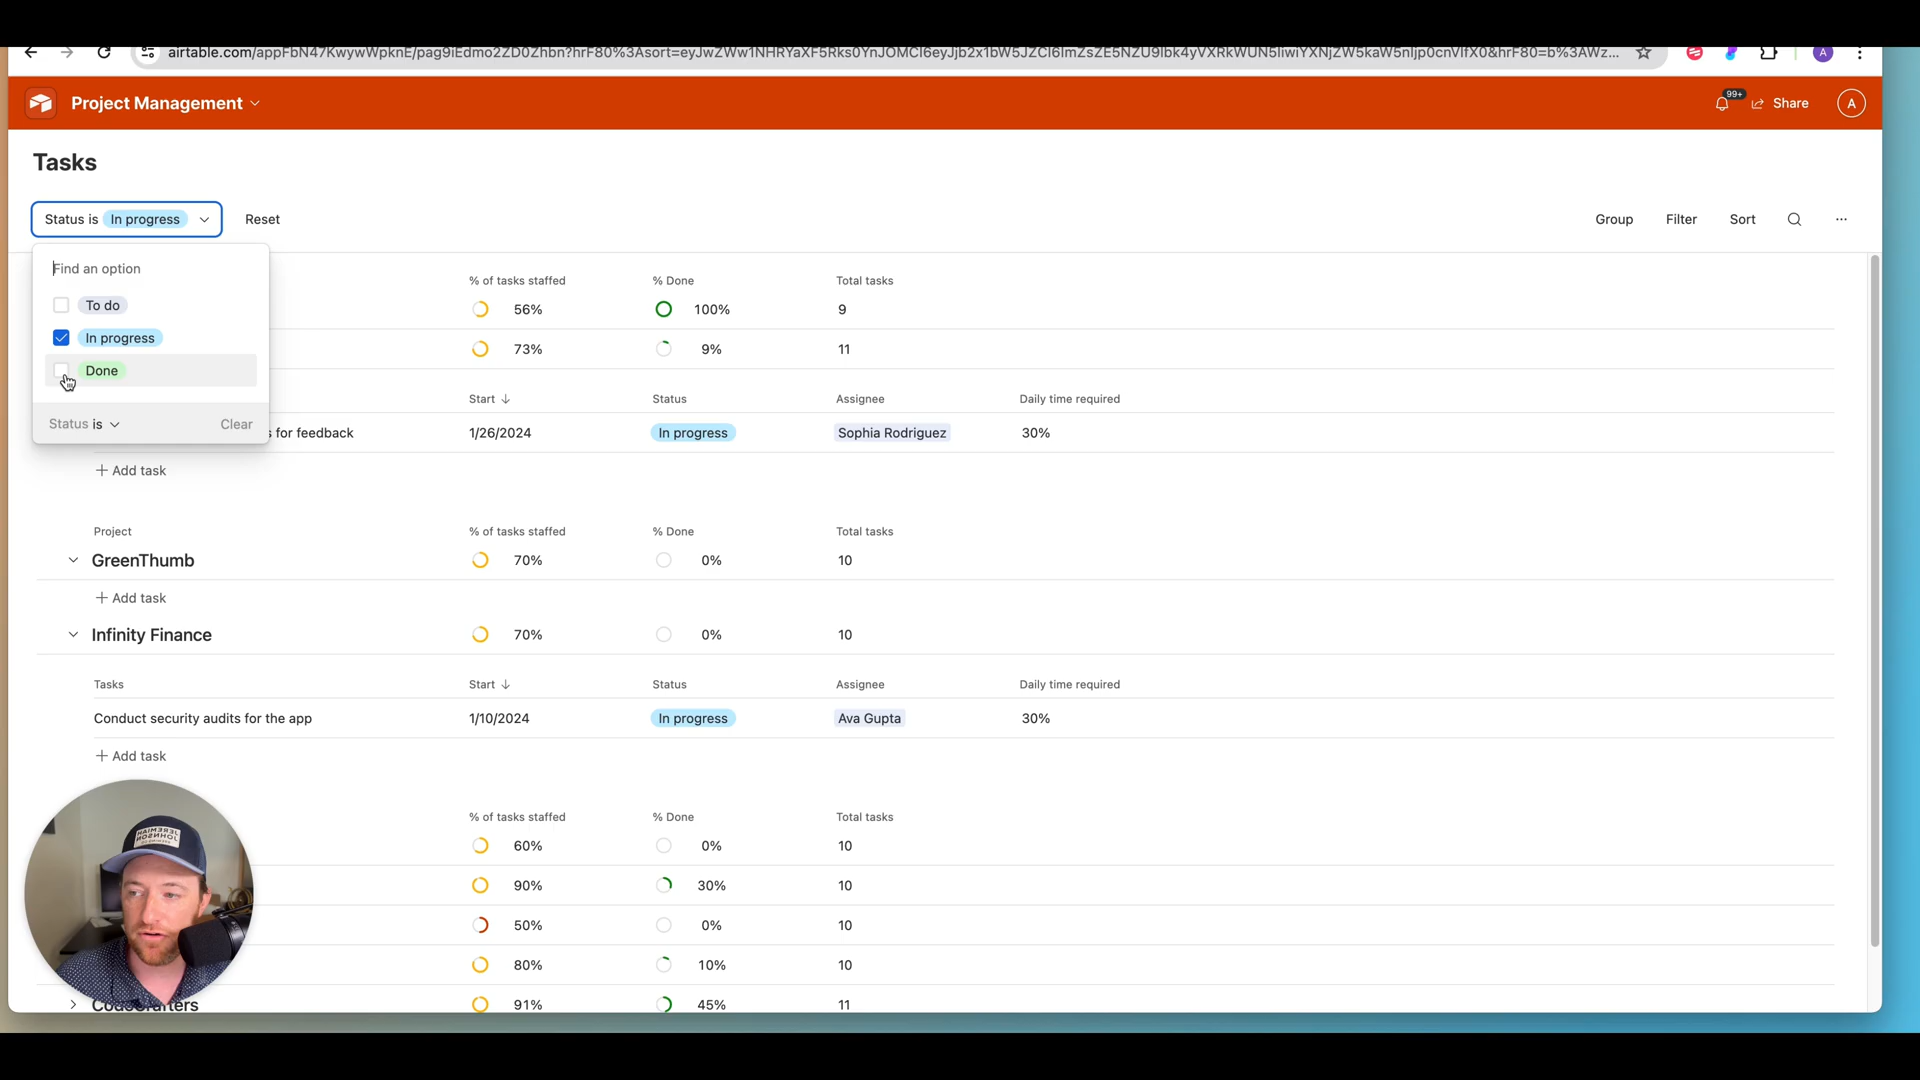 airtable.com/appFbN47KwywWpknE/pag9iEdmo2ZD0Zhbn?hrF80%3Asort=eyJwZWw1NHRYaXF5Rks0YnJOMCI6eyJjb2x1bW5JZCI6ImZsZE5NZU9lbk4yVXRkWUN5IiwiYXNjZW5kaW5nIjp0cnVlfX0&hrF80=b%3AWz...
A
Project Management
99+
Share
A
Tasks
Status is In progress
Reset
Group
Filter
Sort
Find an option
To do
In progress
Done
Status is
Clear
% of tasks staffed % Done Total tasks
56% 100% 9
73% 9% 11
Start Status Assignee Daily time required
s for feedback 1/26/2024 In progress Sophia Rodriguez 30%
+ Add task
Project % of tasks staffed % Done Total tasks
GreenThumb 70% 0% 10
+ Add task
Infinity Finance 70% 0% 10
Tasks Start Status Assignee Daily time required
Conduct security audits for the app 1/10/2024 In progress Ava Gupta 30%
+ Add task
% of tasks staffed % Done Total tasks
60% 0% 10
90% 30% 10
50% 0% 10
80% 10% 10
CodeCrafters 91% 45% 11
JEREMIAH
JOHNSON